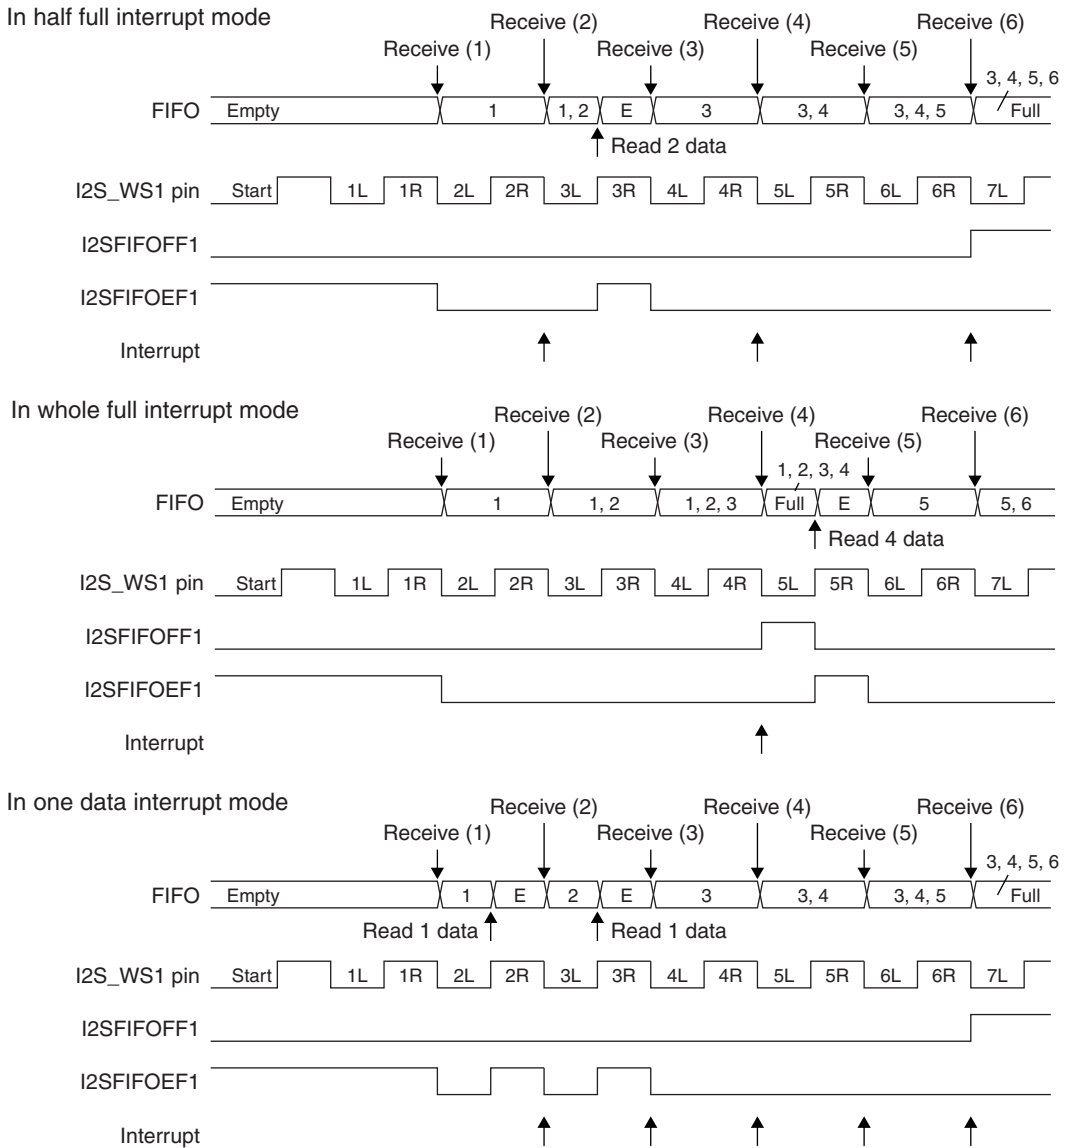 In half full interrupt mode
Receive (2) Receive (4) Receive (6)
Receive (1) Receive (3) Receive (5)
3, 4, 5, 6
FIFO Empty 1 1, 2 E 3 3, 4 3, 4, 5 Full
Read 2 data
I2S_WS1 pin Start 1L 1R 2L 2R 3L 3R 4L 4R 5L 5R 6L 6R 7L
I2SFIFOFF1
I2SFIFOEF1
Interrupt
In whole full interrupt mode
Receive (2) Receive (4) Receive (6)
Receive (1) Receive (3) Receive (5)
1, 2, 3, 4
FIFO Empty 1 1, 2 1, 2, 3 Full E 5 5, 6
Read 4 data
I2S_WS1 pin Start 1L 1R 2L 2R 3L 3R 4L 4R 5L 5R 6L 6R 7L
I2SFIFOFF1
I2SFIFOEF1
Interrupt
In one data interrupt mode
Receive (2) Receive (4) Receive (6)
Receive (1) Receive (3) Receive (5)
3, 4, 5, 6
FIFO Empty 1 E 2 E 3 3, 4 3, 4, 5 Full
Read 1 data Read 1 data
I2S_WS1 pin Start 1L 1R 2L 2R 3L 3R 4L 4R 5L 5R 6L 6R 7L
I2SFIFOFF1
I2SFIFOEF1
Interrupt